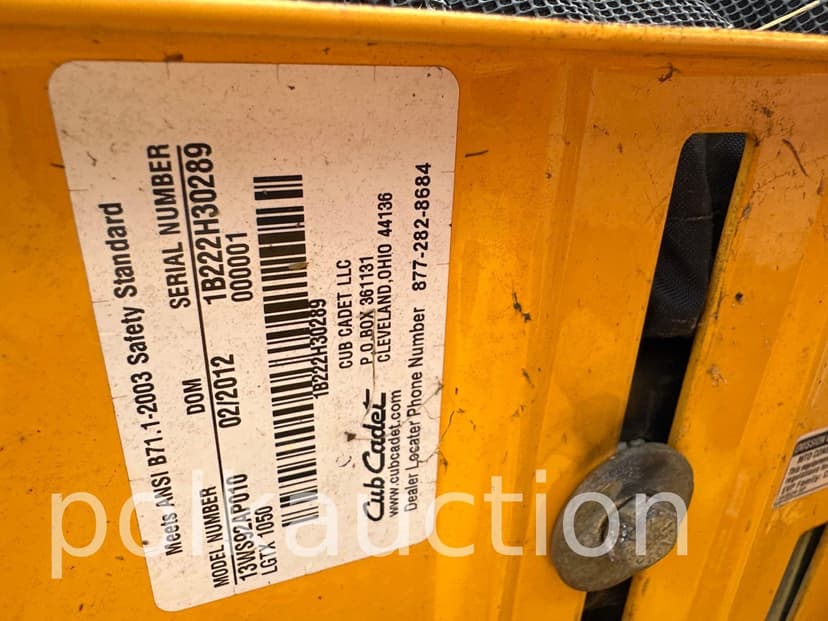 Meets ANSI B71.1-2003 Safety Standard
MODEL NUMBER DOM SERIAL NUMBER
13WS92AP010 02/2012 1B222H30289
LGTX 1050 000001
1B222H30289
Cub Cadet
CUB CADET LLC
P.O.BOX 361131
CLEVELAND,OHIO 44136
www.cubcadet.com
Dealer Locater Phone Number 877-282-8684
polkauction